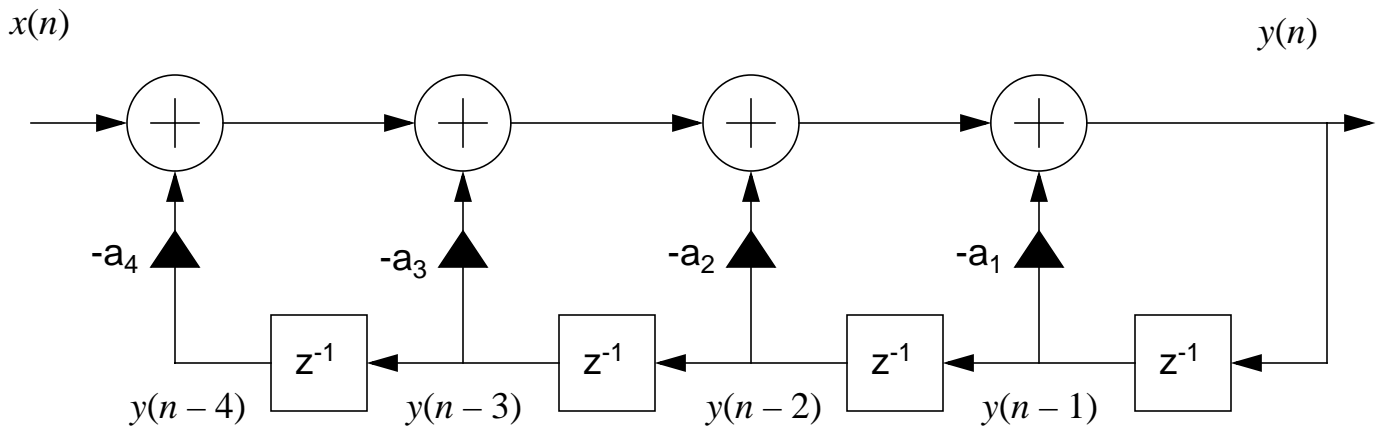 x(n)
y(n)
-a₄
-a₃
-a₂
-a₁
z⁻¹
z⁻¹
z⁻¹
z⁻¹
y(n – 4)
y(n – 3)
y(n – 2)
y(n – 1)